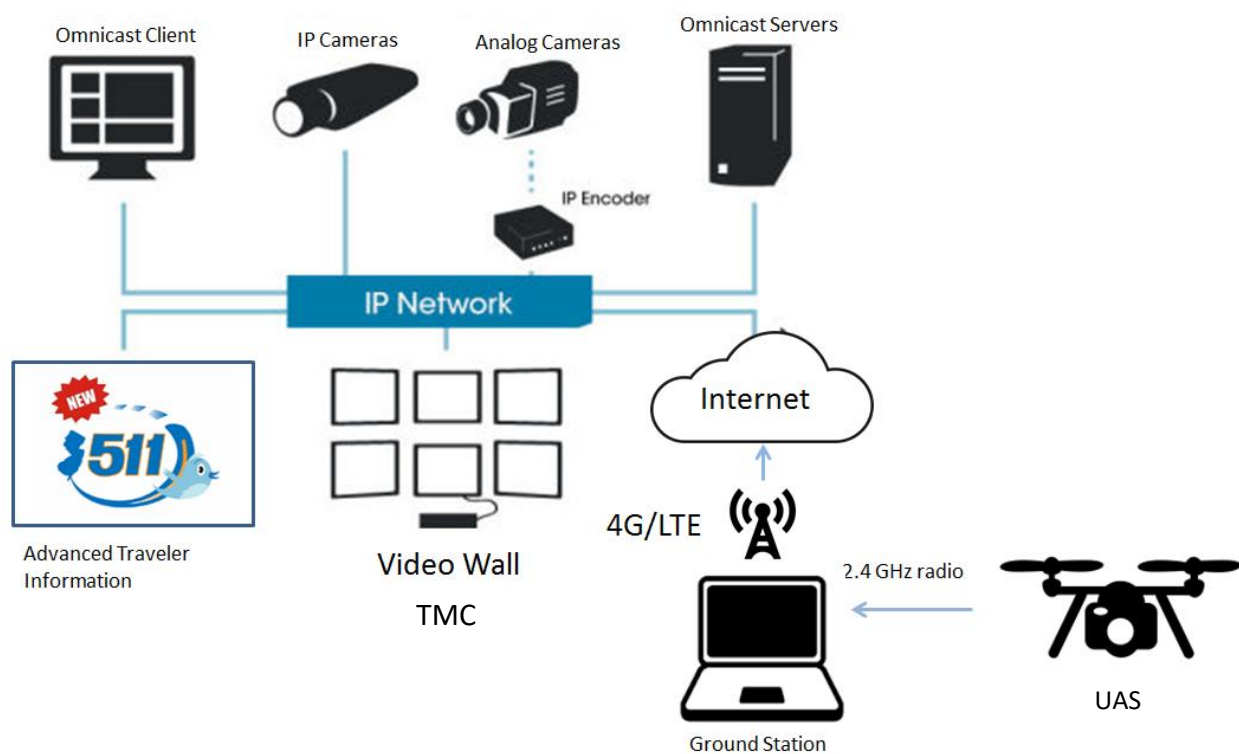 Omnicast Client
IP Cameras
Analog Cameras
Omnicast Servers
IP Encoder
IP Network
NEW
511
Internet
Advanced Traveler
Information
Video Wall
TMC
4G/LTE
2.4 GHz radio
UAS
Ground Station